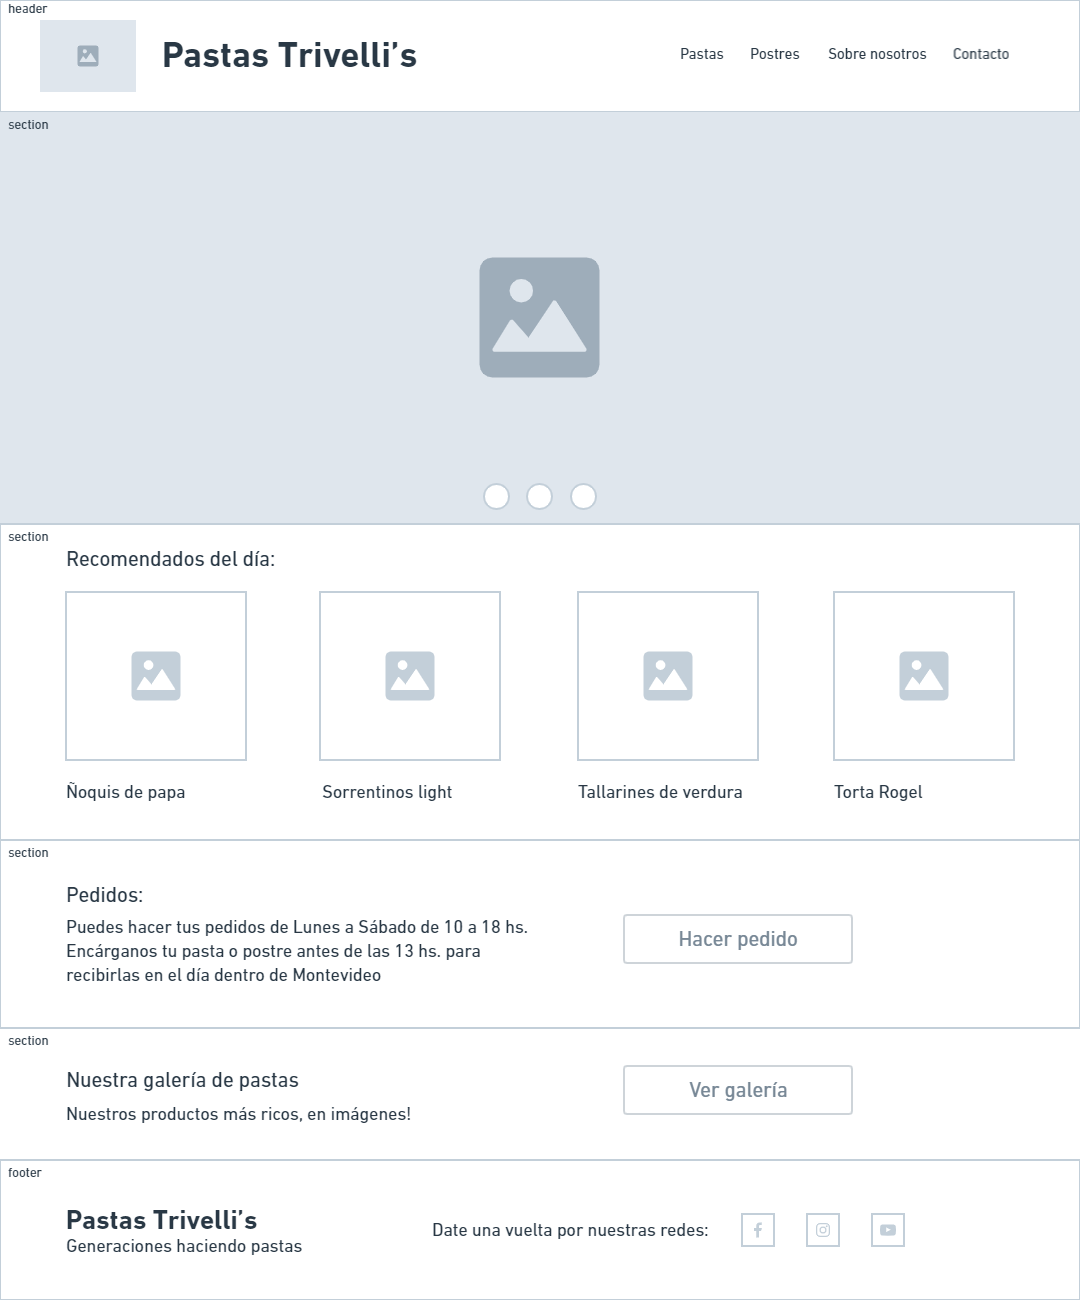 header
Pastas Trivelli’s
Pastas Postres Sobre nosotros Contacto
section
section
Recomendados del día:
Ñoquis de papa
Sorrentinos light
Tallarines de verdura
Torta Rogel
section
Pedidos:
Puedes hacer tus pedidos de Lunes a Sábado de 10 a 18 hs.
Encárganos tu pasta o postre antes de las 13 hs. para
recibirlas en el día dentro de Montevideo
Hacer pedido
section
Nuestra galería de pastas
Nuestros productos más ricos, en imágenes!
Ver galería
footer
Pastas Trivelli’s
Generaciones haciendo pastas
Date una vuelta por nuestras redes: